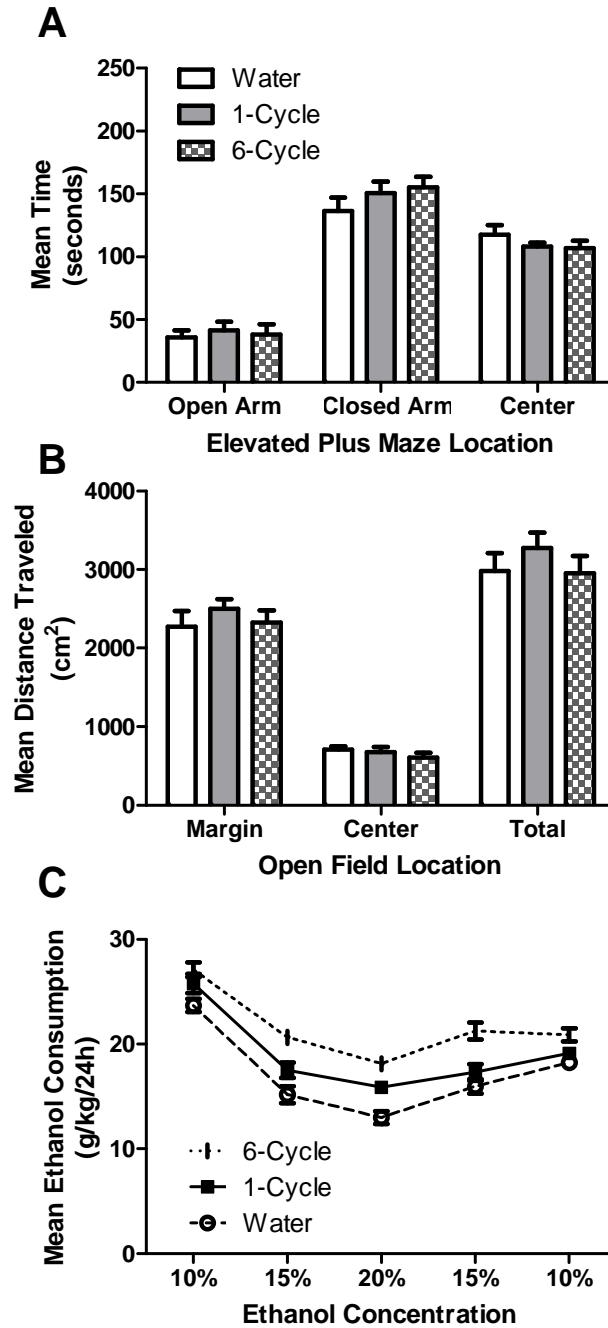 A
250
200
150
100
50
0
Mean Time
(seconds)
Water
1-Cycle
6-Cycle
Open Arm Closed Arm Center
Elevated Plus Maze Location
B
4000
3000
2000
1000
0
Mean Distance Traveled
(cm²)
Margin Center Total
Open Field Location
C
30
20
10
0
Mean Ethanol Consumption
(g/kg/24h)
6-Cycle
1-Cycle
Water
10% 15% 20% 15% 10%
Ethanol Concentration